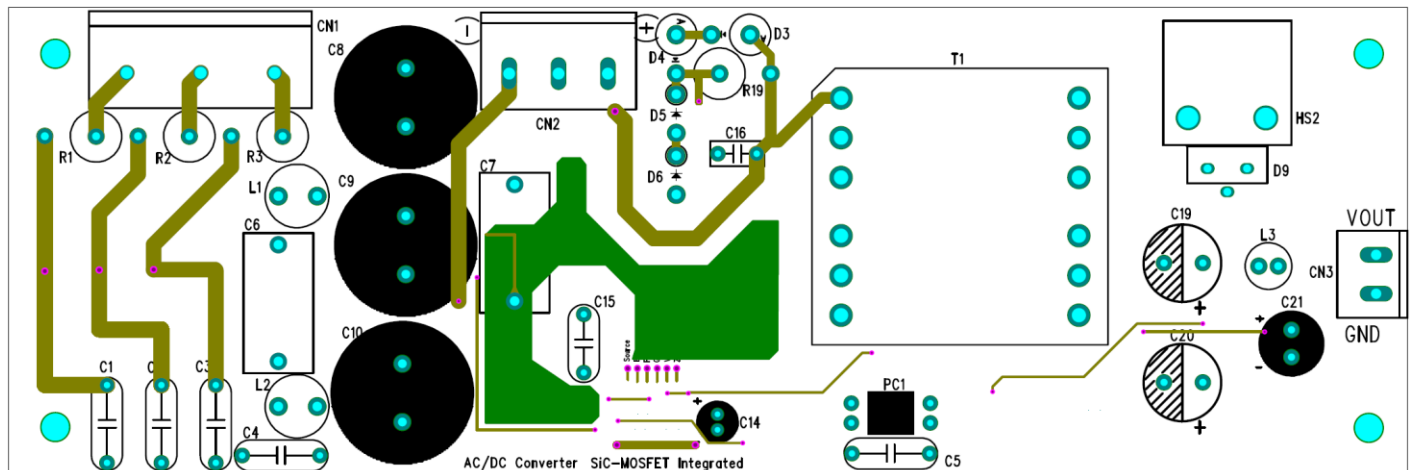 CN1
C8
−
+
A
A
D3
D4
R19
T1
D5
CN2
C16
HS2
R1
R2
R3
L1
C9
C7
D6
D9
C6
C19
L3
VOUT
CN3
C15
C10
+
+
C21
GND
C20
Source
C1
C3
L2
PC1
-
+
C14
+
C4
C5
AC/DC Converter SiC-MOSFET Integrated